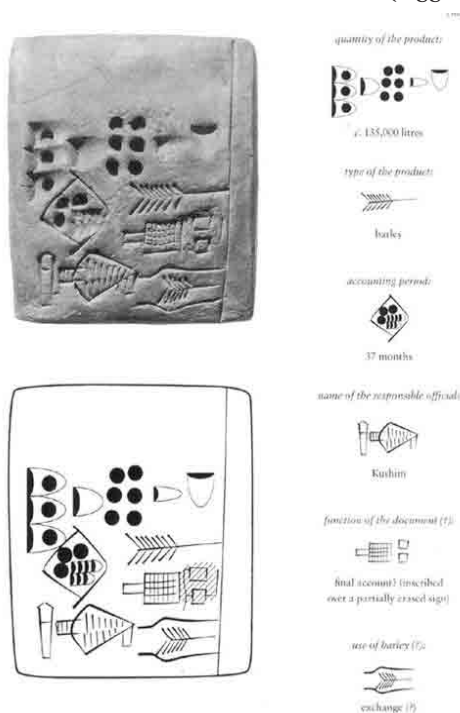 quantity of the product:
c. 135,000 litres
type of the product:
barley
accounting period:
37 months
name of the responsible official:
Kushim
function of the document (?):
final account) (inscribed
over a partially erased sign)
use of barley (?):
exchange (?)